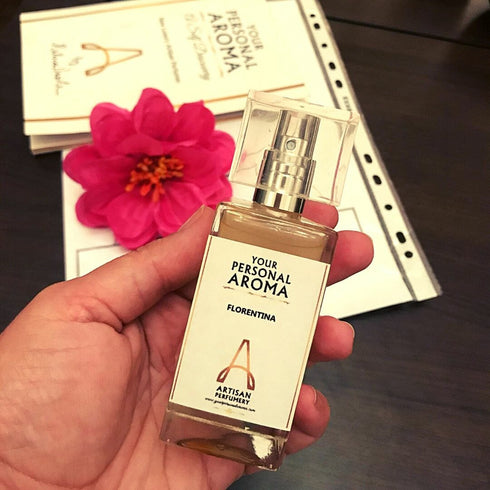 YOUR
PERSONAL
AROMA
YOUR
PERSONAL
AROMA
FLORENTINA
A
ARTISAN
PERFUMERY